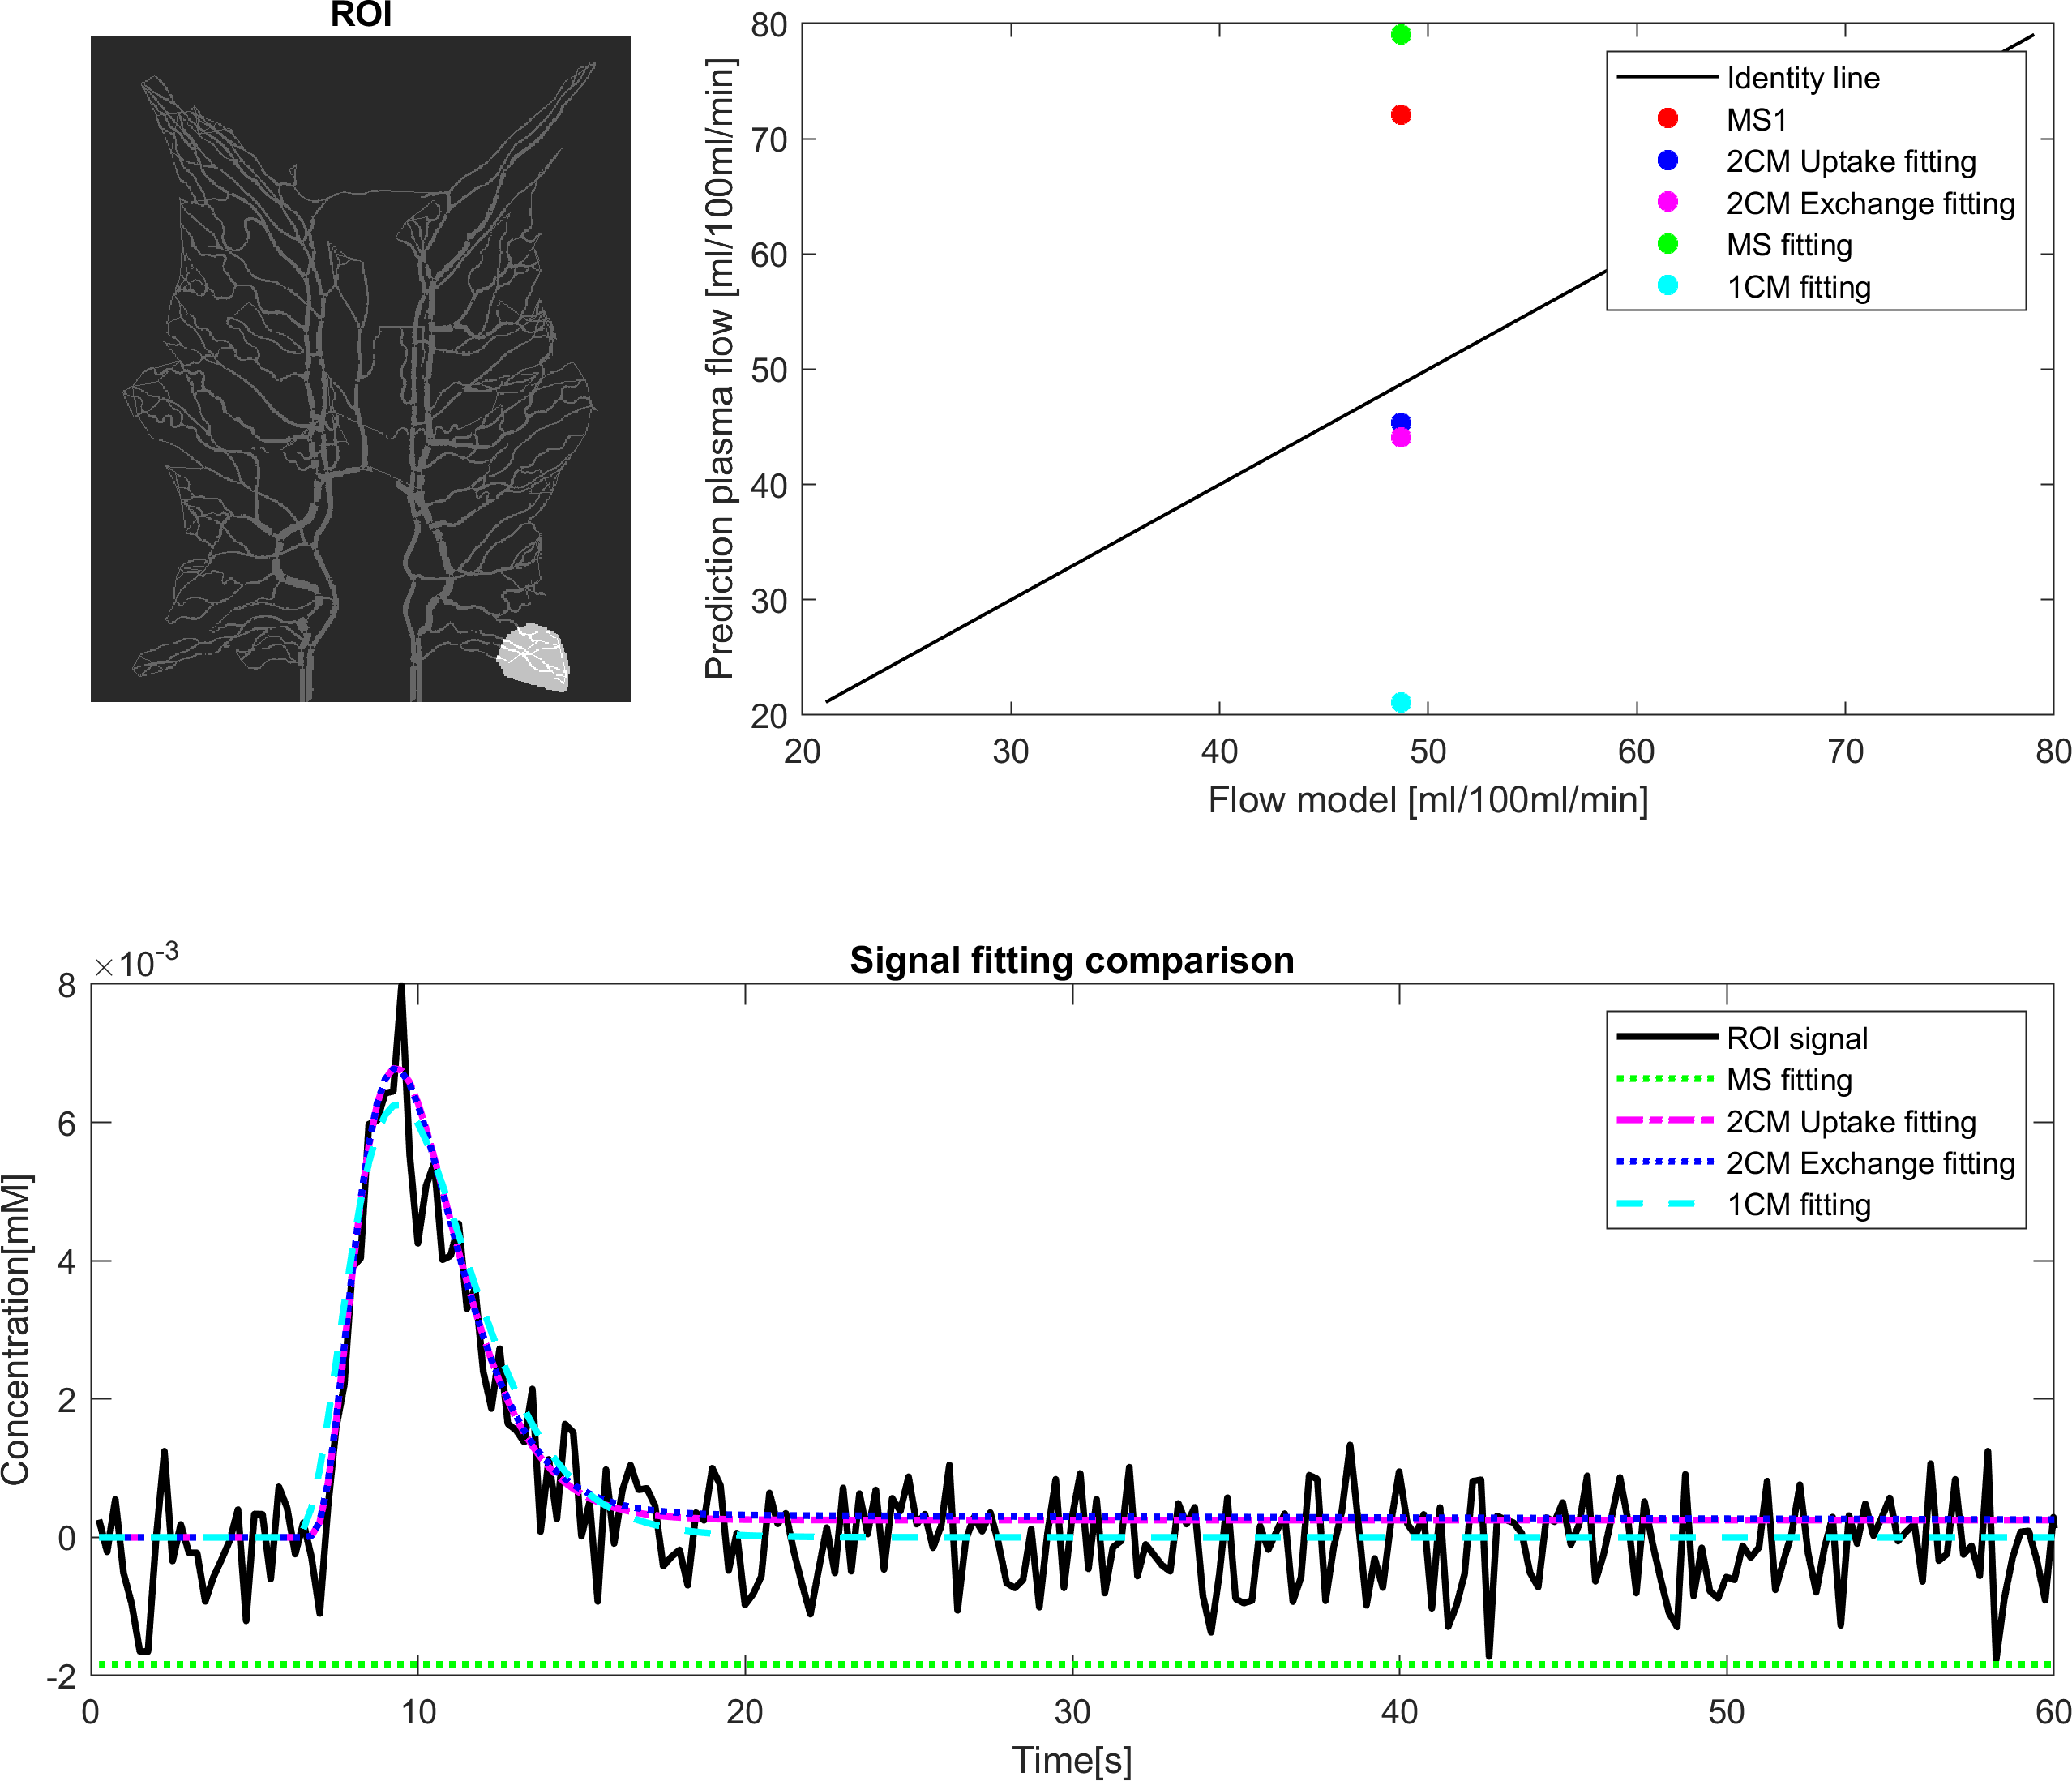 ROI
80
70
60
50
40
30
20
Prediction plasma flow [ml/100ml/min]
Identity line
MS1
2CM Uptake fitting
2CM Exchange fitting
MS fitting
1CM fitting
20 30 40 50 60 70 80
Flow model [ml/100ml/min]
Signal fitting comparison
×10-3
8
6
4
2
0
-2
Concentration[mM]
ROI signal
MS fitting
2CM Uptake fitting
2CM Exchange fitting
1CM fitting
0 10 20 30 40 50 60
Time[s]